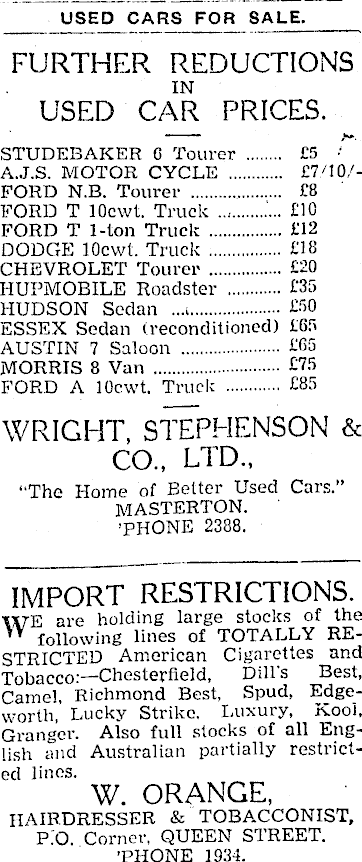 USED CARS FOR SALE.
FURTHER REDUCTIONS
IN
USED CAR PRICES.
STUDEBAKER 6 Tourer ........ £5
A.J.S. MOTOR CYCLE ............ £7/10/-
FORD N.B. Tourer .................... £8
FORD T 10cwt. Truck ............. £10
FORD T 1-ton Truck ............... £12
DODGE 10cwt. Truck .............. £18
CHEVROLET Tourer ............... £20
HUPMOBILE Roadster ............ £35
HUDSON Sedan ...................... £50
ESSEX Sedan (reconditioned) £65
AUSTIN 7 Saloon ..................... £65
MORRIS 8 Van ......................... £75
FORD A 10cwt. Truck ............ £85
WRIGHT, STEPHENSON &
CO., LTD.,
"The Home of Better Used Cars."
MASTERTON.
'PHONE 2388.
IMPORT RESTRICTIONS.
WE are holding large stocks of the
following lines of TOTALLY RE-
STRICTED American Cigarettes and
Tobacco:—Chesterfield, Dill's Best,
Camel, Richmond Best, Spud, Edge-
worth, Lucky Strike, Luxury, Kool,
Granger. Also full stocks of all Eng-
lish and Australian partially restrict-
ed lines.
W. ORANGE,
HAIRDRESSER & TOBACCONIST,
P.O. Corner, QUEEN STREET.
'PHONE 1934.